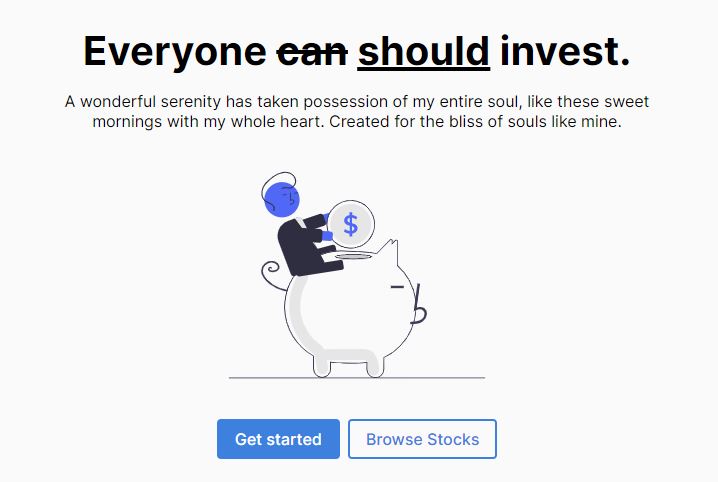 Everyone can should invest.
A wonderful serenity has taken possession of my entire soul, like these sweet
mornings with my whole heart. Created for the bliss of souls like mine.
$
Get started
Browse Stocks